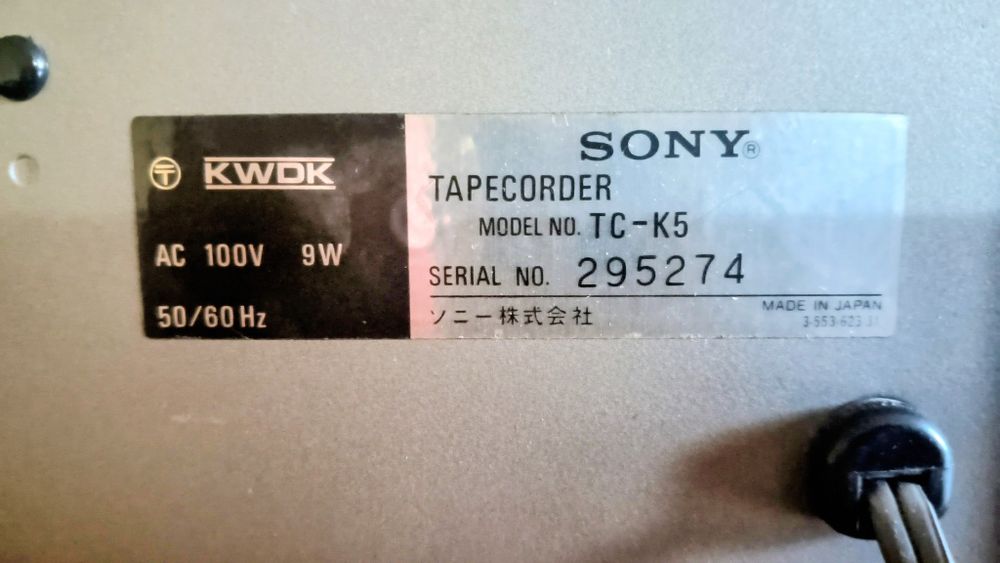 〒 KWDK
AC 100V 9W
50/60Hz
SONY®
TAPECORDER
MODEL NO. TC-K5
SERIAL NO. 295274
ソニー株式会社
MADE IN JAPAN